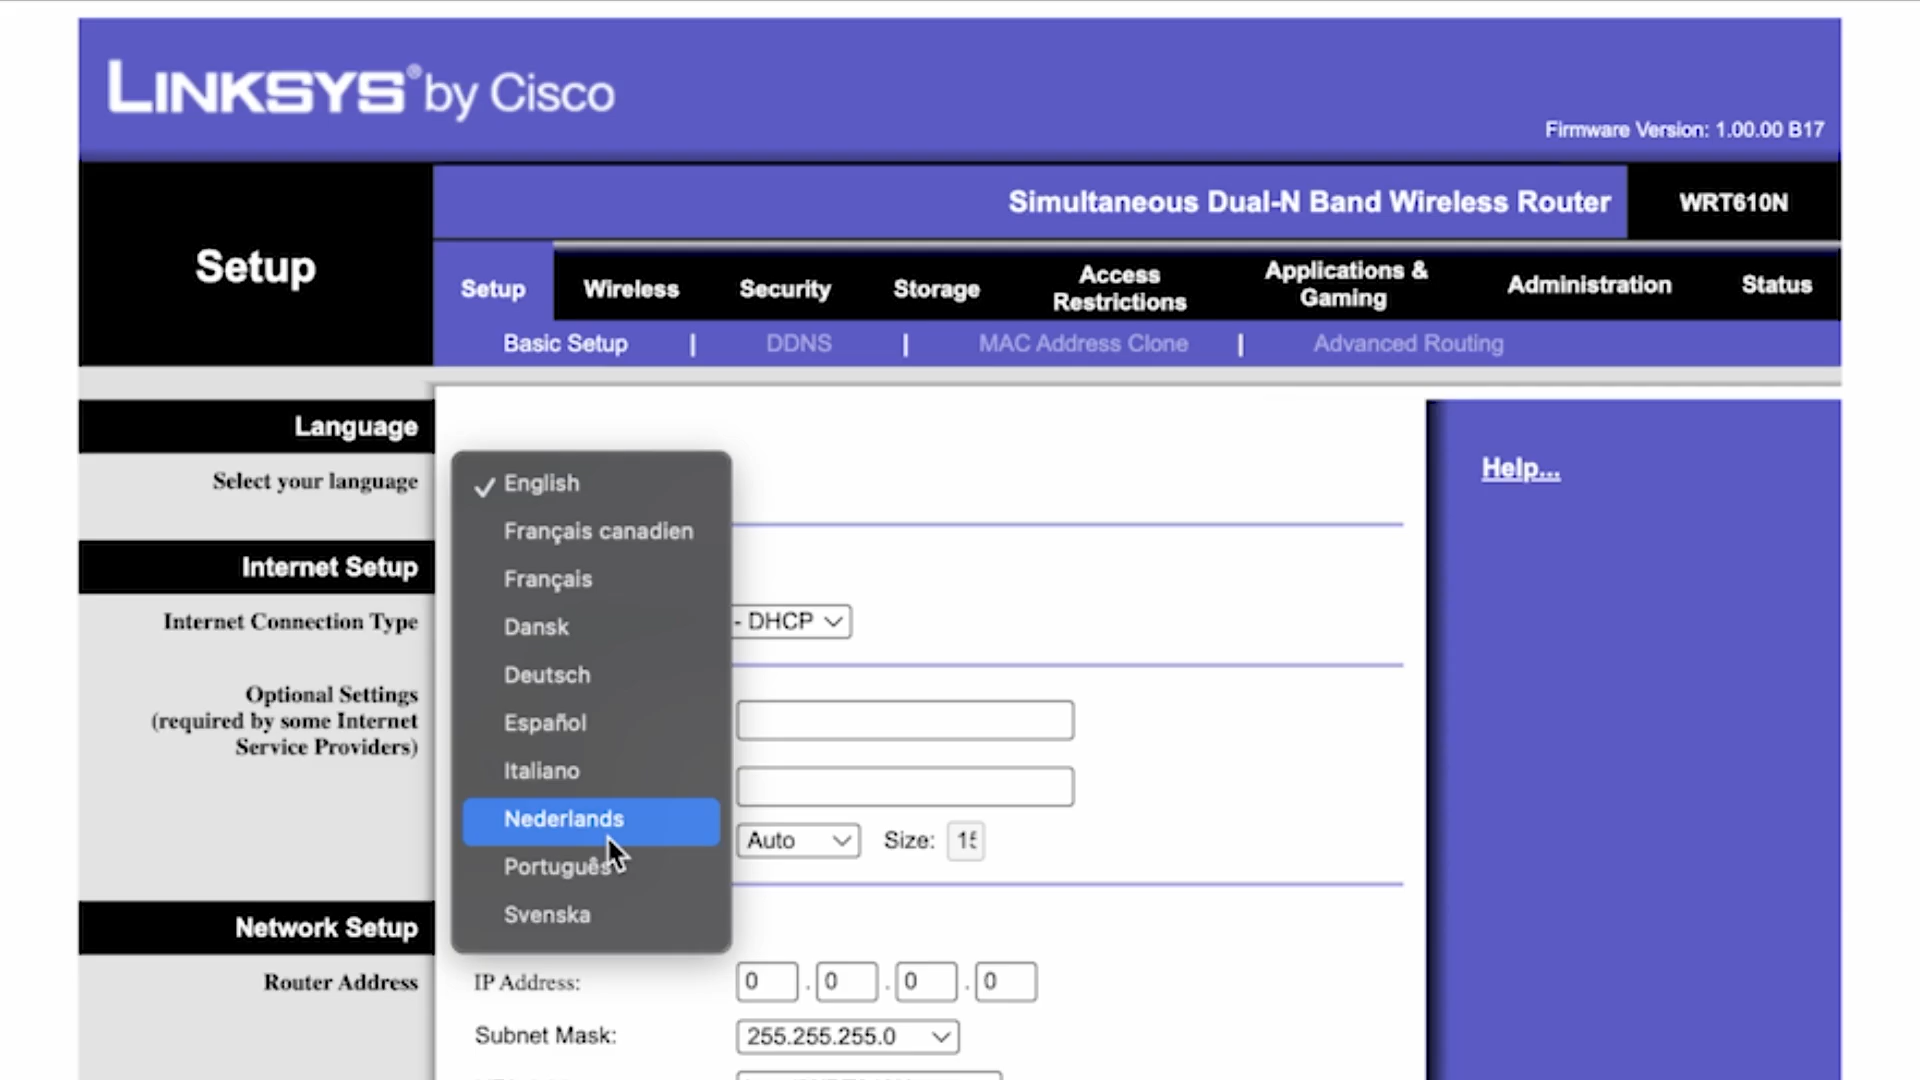 LINKSYS® by Cisco
Firmware Version: 1.00.00 B17
Simultaneous Dual-N Band Wireless Router
WRT610N
Setup
Setup
Wireless
Security
Storage
Access
Restrictions
Applications &
Gaming
Administration
Status
Basic Setup | DDNS | MAC Address Clone | Advanced Routing
Language
Select your language
English
Français canadien
Français
Dansk
Deutsch
Español
Italiano
Nederlands
Português
Svenska
Help...
Internet Setup
Internet Connection Type
- DHCP
Optional Settings
(required by some Internet
Service Providers)
Auto
Size:
Network Setup
Router Address
IP Address:
0 . 0 . 0 . 0
Subnet Mask:
255.255.255.0